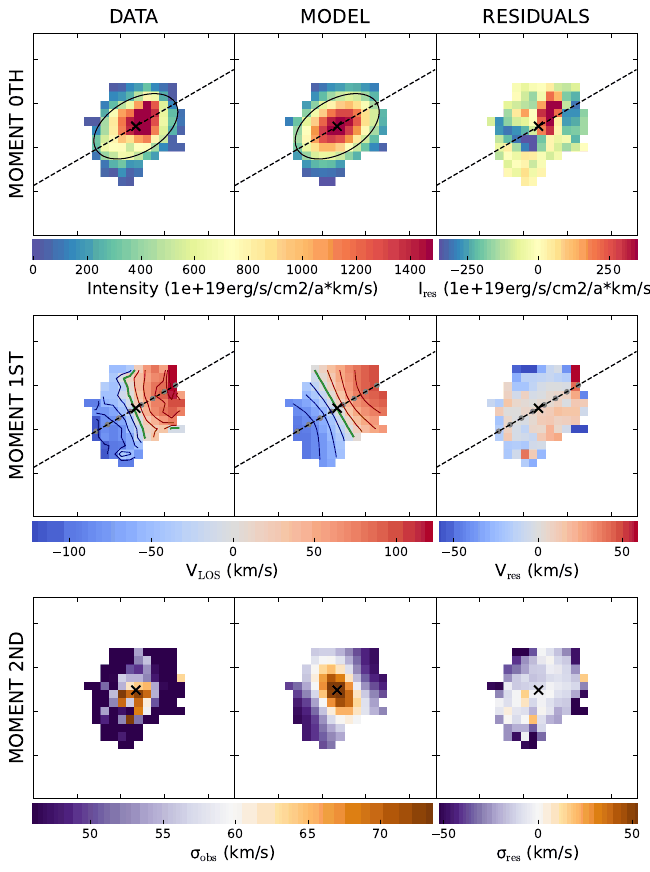 DATA MODEL RESIDUALS
MOMENT 0TH
0 200 400 600 800 1000 1200 1400 −250 0 250
Intensity (1e+19erg/s/cm2/a*km/s) I_res (1e+19erg/s/cm2/a*km/s
MOMENT 1ST
−100 −50 0 50 100 −50 0 50
V_LOS (km/s) V_res (km/s)
MOMENT 2ND
50 55 60 65 70 −50 0 50
σ_obs (km/s) σ_res (km/s)